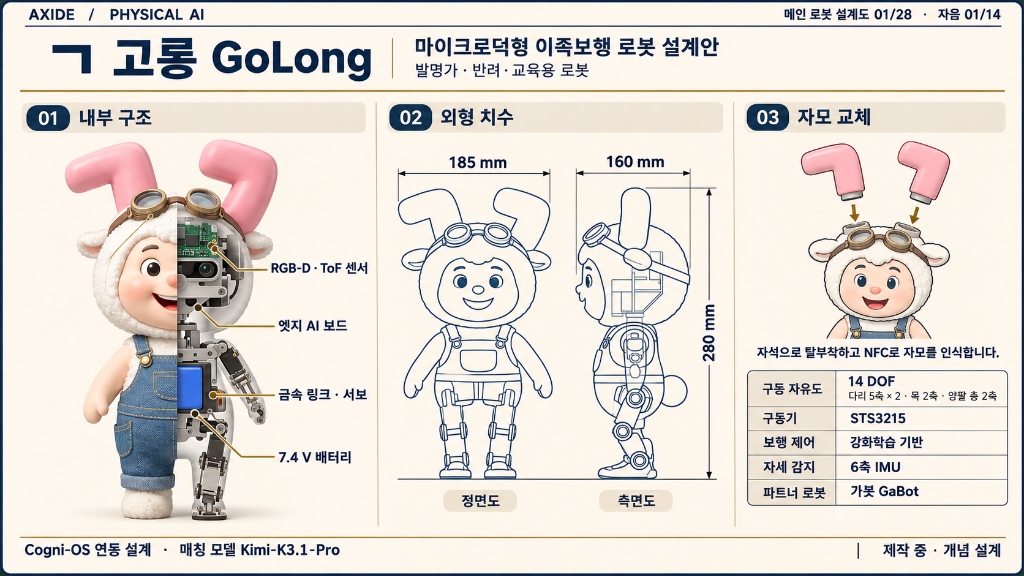 AXIDE / PHYSICAL AI
메인 로봇 설계도 01/28 · 자음 01/14
ㄱ 고롱 GoLong
마이크로덕형 이족보행 로봇 설계안
발명가 · 반려 · 교육용 로봇
01 내부 구조
RGB-D · ToF 센서
엣지 AI 보드
금속 링크 · 서보
7.4 V 배터리
02 외형 치수
185 mm
160 mm
280 mm
정면도
측면도
03 자모 교체
자석으로 탈부착하고 NFC로 자모를 인식합니다.
구동 자유도
14 DOF
다리 5축 × 2 · 목 2축 · 양팔 총 2축
구동기
STS3215
보행 제어
강화학습 기반
자세 감지
6축 IMU
파트너 로봇
가봇 GaBot
Cogni-OS 연동 설계 · 매칭 모델 Kimi-K3.1-Pro
| 제작 중 · 개념 설계